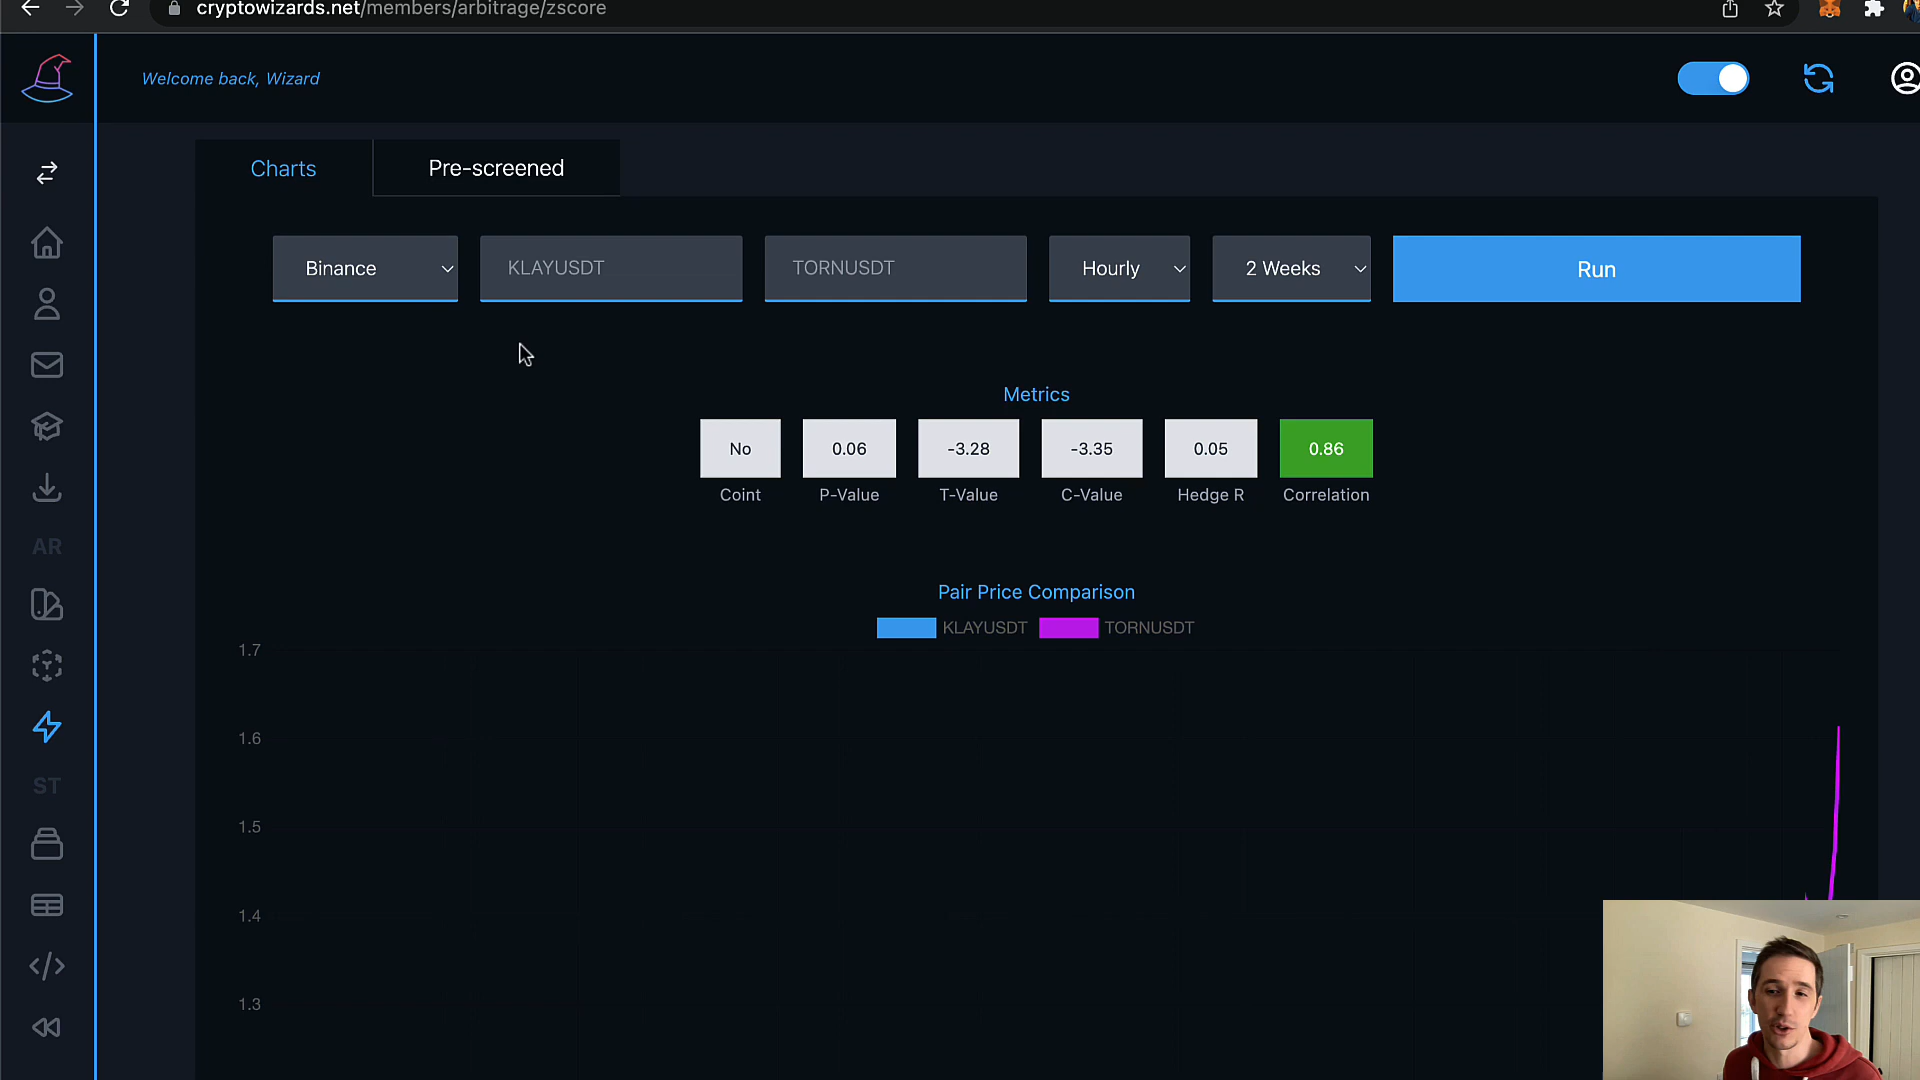 cryptowizards.net/members/arbitrage/zscore
Welcome back, Wizard
Charts
Pre-screened
Binance
KLAYUSDT
TORNUSDT
Hourly
2 Weeks
Run
Metrics
No
0.06
-3.28
-3.35
0.05
0.86
Coint
P-Value
T-Value
C-Value
Hedge R
Correlation
AR
Pair Price Comparison
KLAYUSDT
TORNUSDT
1.7
1.6
ST
1.5
1.4
1.3